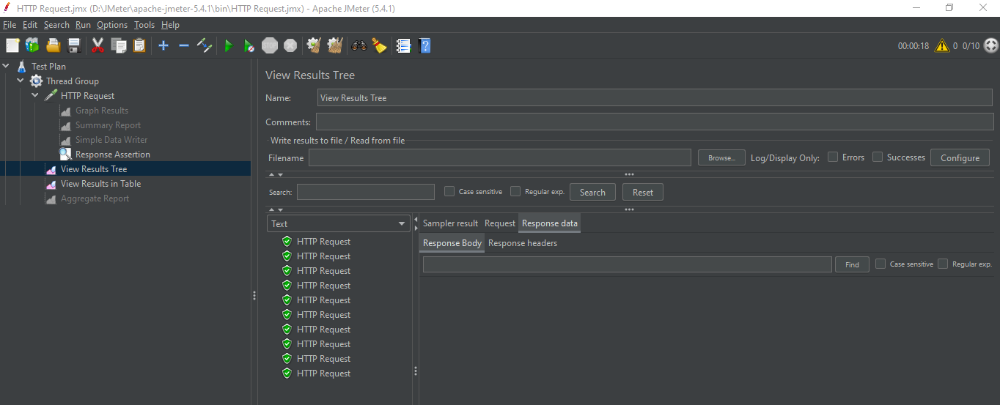 HTTP Request.jmx (D:\JMeter\apache-jmeter-5.4.1\bin\HTTP Request.jmx) - Apache JMeter (5.4.1)
File Edit Search Run Options Tools Help
STOP 00:00:18 0 0/10
Test Plan
Thread Group
HTTP Request
Graph Results
Summary Report
Simple Data Writer
Response Assertion
View Results Tree
View Results in Table
Aggregate Report
View Results Tree
Name: View Results Tree
Comments:
Write results to file / Read from file
Filename Browse... Log/Display Only: Errors Successes Configure
Search: Case sensitive Regular exp. Search Reset
Text
HTTP Request
HTTP Request
HTTP Request
HTTP Request
HTTP Request
HTTP Request
HTTP Request
HTTP Request
HTTP Request
HTTP Request
Sampler result Request Response data
Response Body Response headers
Find Case sensitive Regular exp.